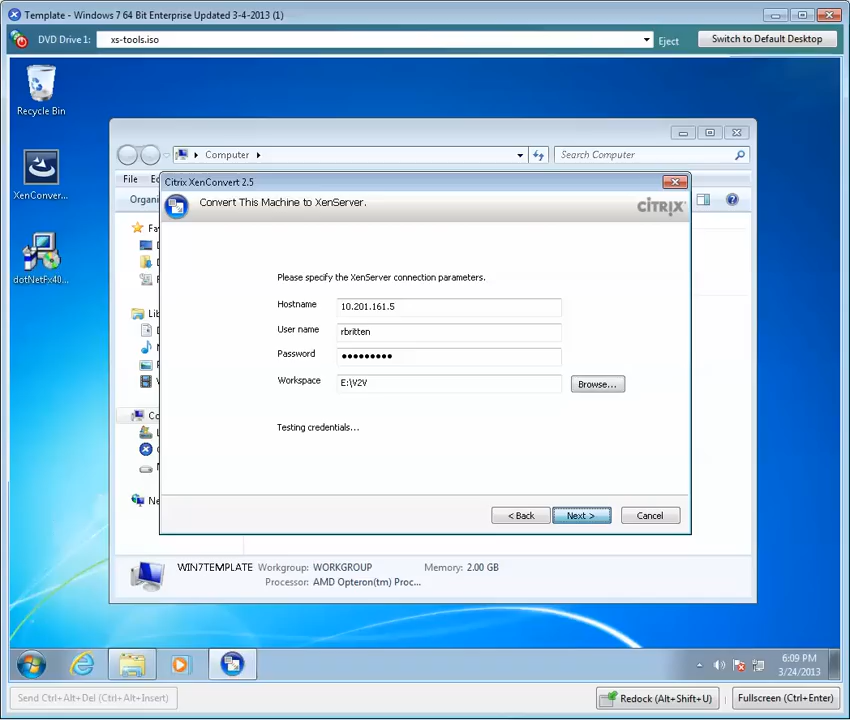 Template - Windows 7 64 Bit Enterprise Updated 3-4-2013 (1)
DVD Drive 1: xs-tools.iso Eject Switch to Default Desktop
Recycle Bin
Computer Search Computer
XenConver...
File
Citrix XenConvert 2.5
Convert This Machine to XenServer.
CITRIX
Please specify the XenServer connection parameters.
dotNetFx40...
Hostname 10.201.161.5
User name rbritten
Password ●●●●●●●●●
Workspace E:\V2V Browse...
Testing credentials...
< Back Next > Cancel
WIN7TEMPLATE Workgroup: WORKGROUP Memory: 2.00 GB
Processor: AMD Opteron(tm) Proc...
6:09 PM
3/24/2013
Send Ctrl+Alt+Del (Ctrl+Alt+Insert) Redock (Alt+Shift+U) Fullscreen (Ctrl+Enter)